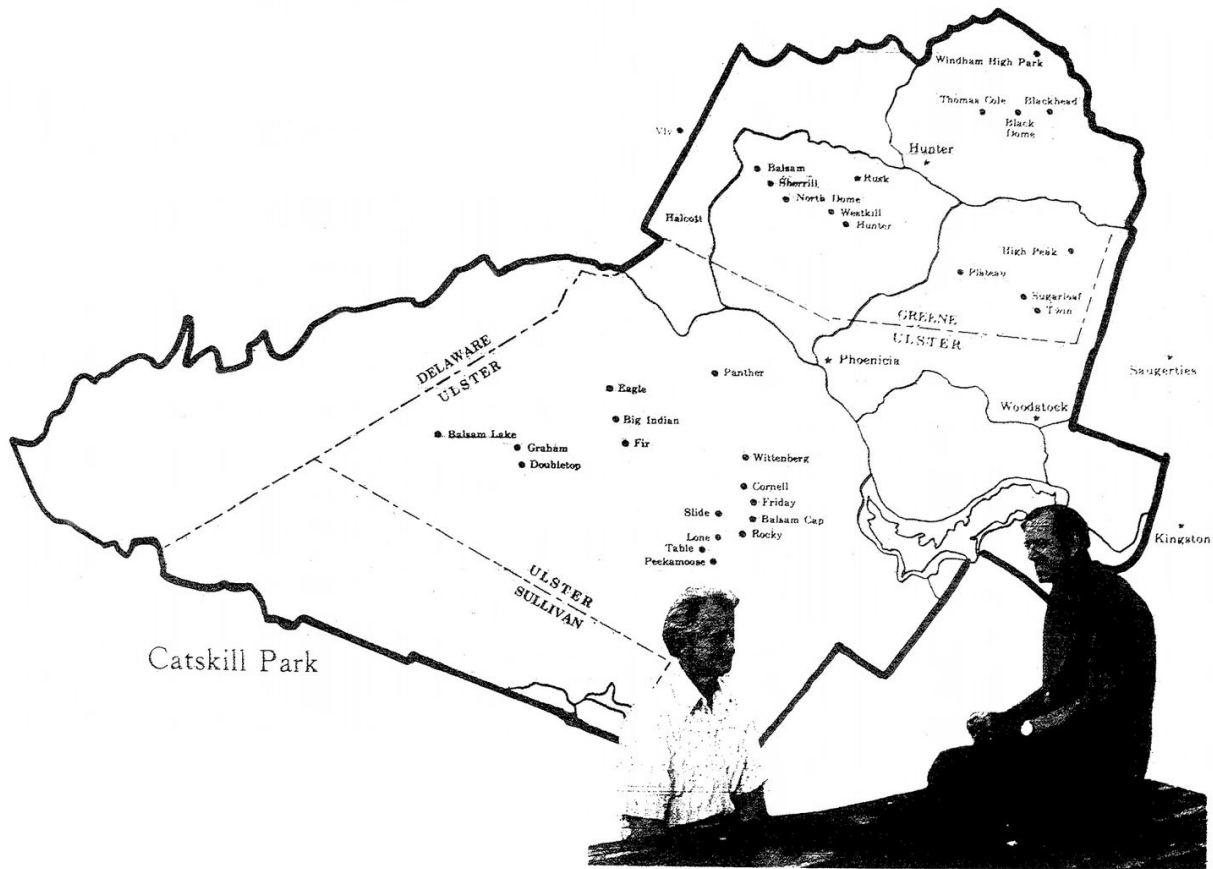 Windham High Park
Thomas Cole
Blackhead
Black
Dome
Vly
Hunter
Balsam
Sherrill
Rusk
North Dome
Westkill
Hunter
Halcott
High Peak
Plateau
Sugarloaf
Twin
GREENE
ULSTER
DELAWARE
ULSTER
Phoenicia
Saugerties
Panther
Eagle
Woodstock
Big Indian
Balsam Lake
Fir
Graham
Doubletop
Wittenberg
Cornell
Friday
Slide
Balsam Cap
Lone
Rocky
Kingston
Table
Peekamoose
ULSTER
SULLIVAN
Catskill Park